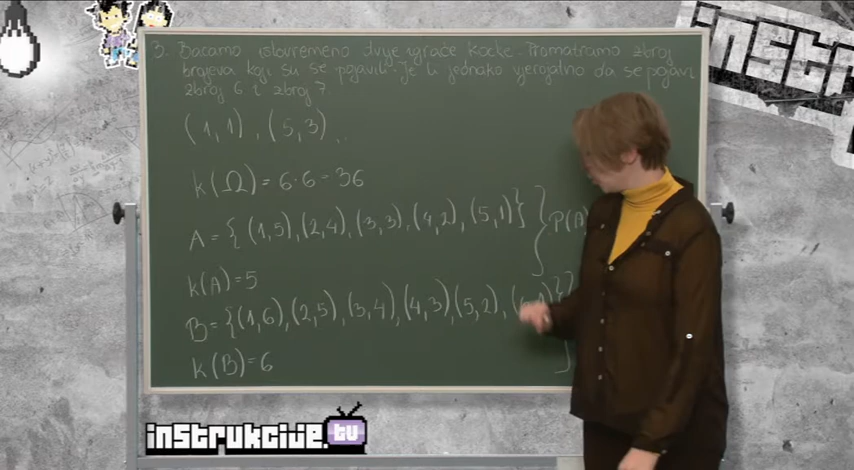 3. Bacamo istovremeno dvije igraće kocke. Promatramo zbroj
brojeva koji su se pojavili. Je li jednako vjerojatno da se pojavi
zbroj 6 i zbroj 7.
(1,1), (5,3), ..
k(Ω)=6·6=36
A={(1,5),(2,4),(3,3),(4,2),(5,1)} } P(A)
k(A)=5
B={(1,6),(2,5),(3,4),(4,3),(5,2),
k(B)=6
instrukcije.tv